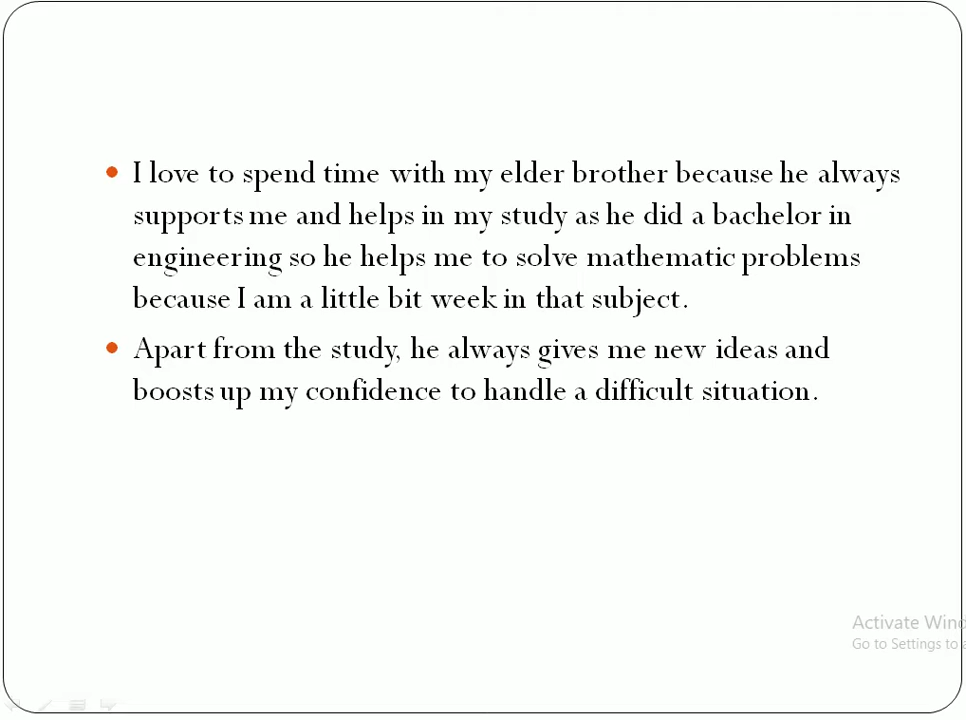 • I love to spend time with my elder brother because he always
supports me and helps in my study as he did a bachelor in
engineering so he helps me to solve mathematic problems
because I am a little bit week in that subject.
• Apart from the study, he always gives me new ideas and
boosts up my confidence to handle a difficult situation.
Activate Wind
Go to Settings to a